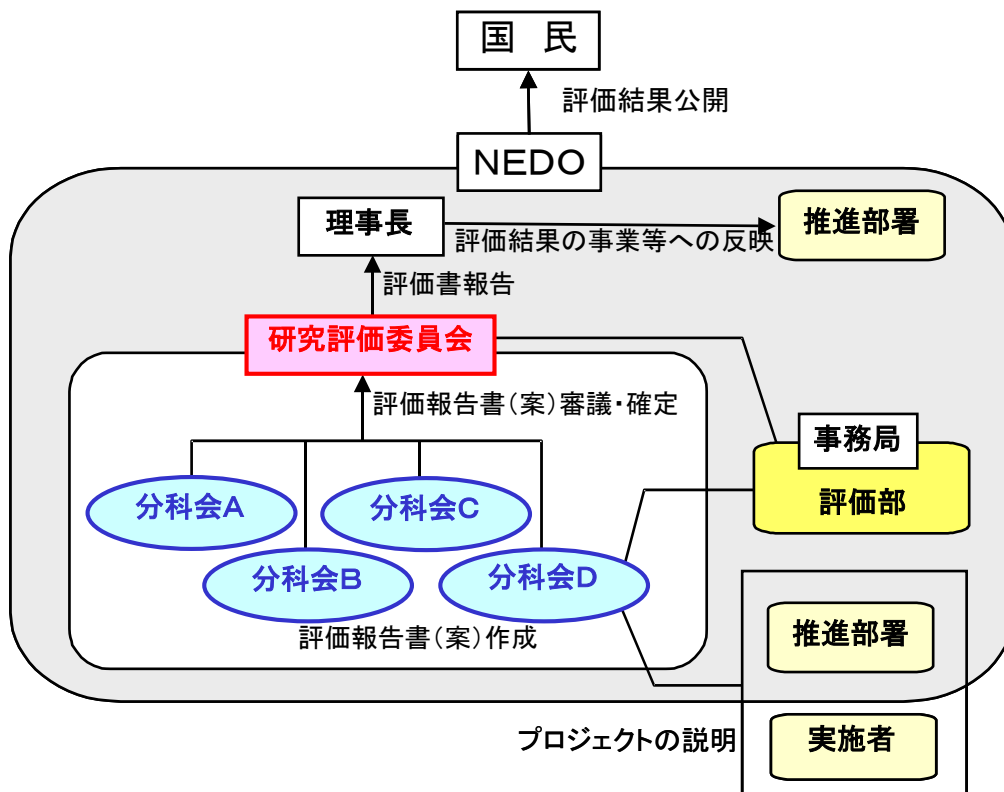 国　民
評価結果公開
NEDO
理事長
評価結果の事業等への反映
推進部署
評価書報告
研究評価委員会
評価報告書（案）審議・確定
事務局
評価部
分科会A
分科会C
分科会B
分科会D
評価報告書（案）作成
推進部署
プロジェクトの説明
実施者